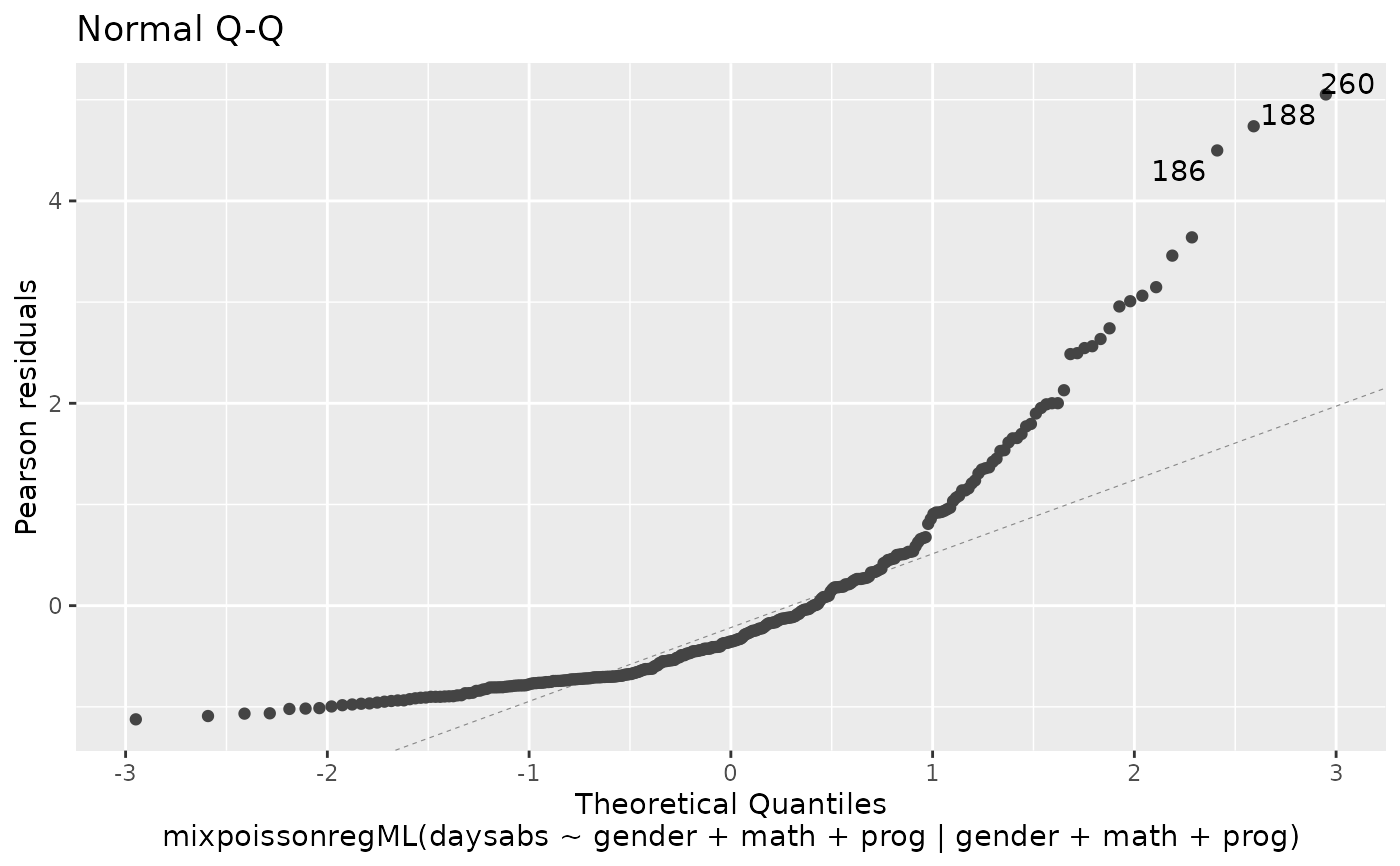 Normal Q-Q
260
188
186
4
2
0
Pearson residuals
-3 -2 -1 0 1 2 3
Theoretical Quantiles
mixpoissonregML(daysabs ~ gender + math + prog | gender + math + prog)